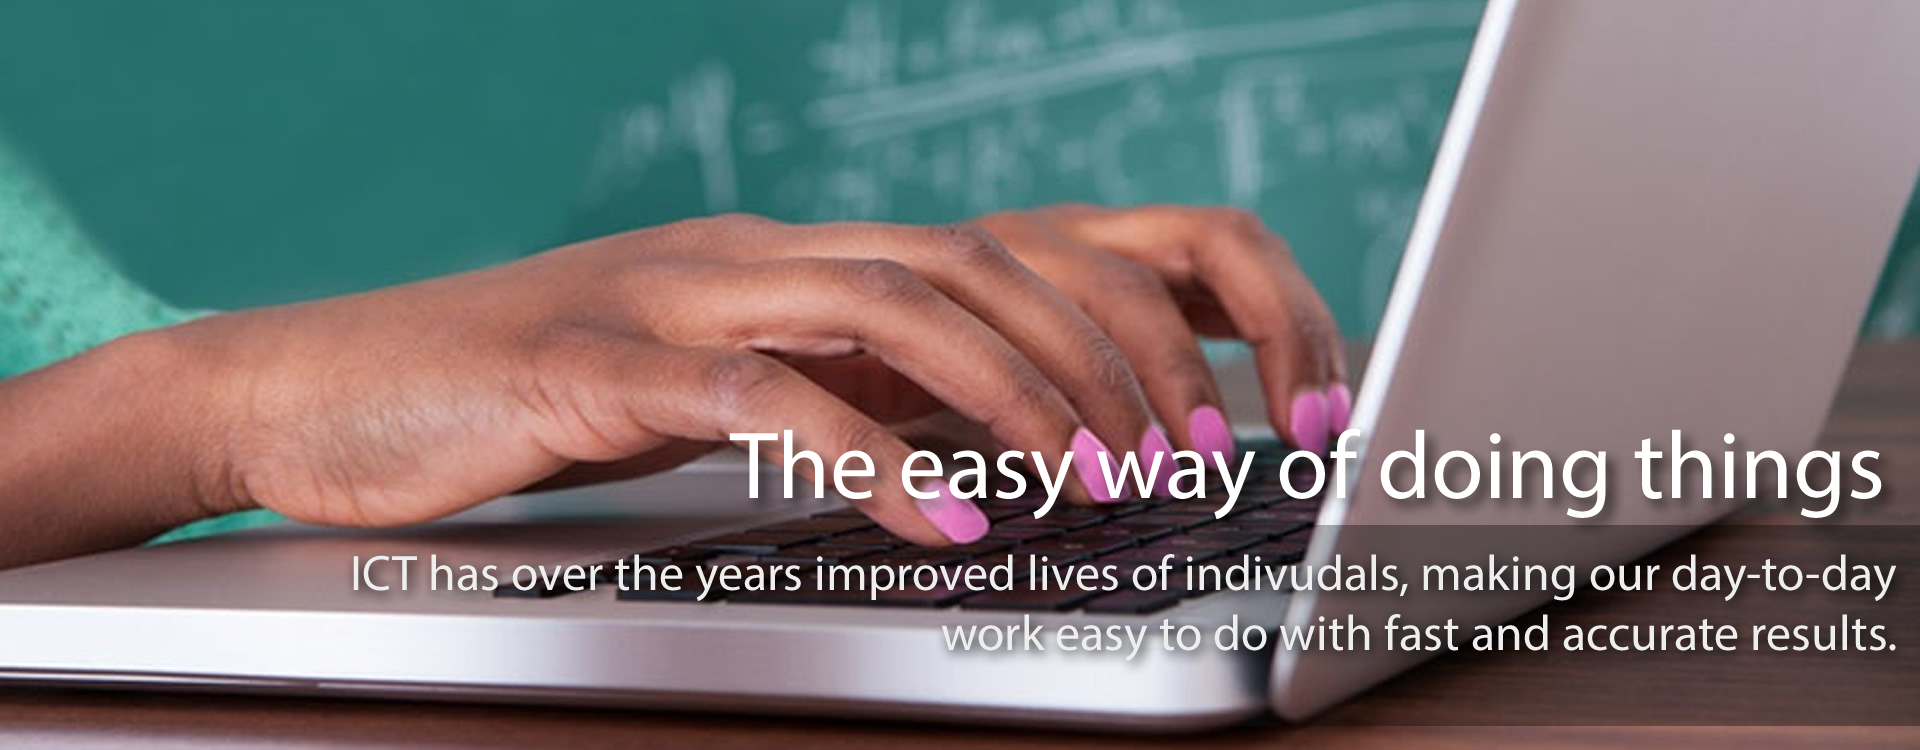 The easy way of doing things
ICT has over the years improved lives of indivudals, making our day-to-day
work easy to do with fast and accurate results.